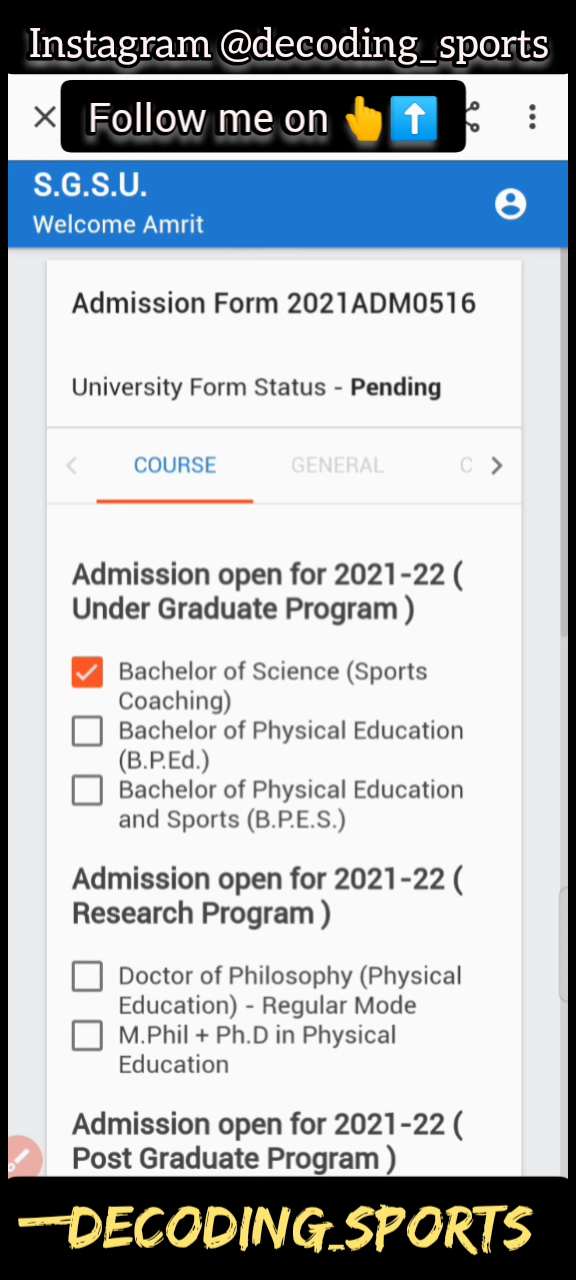 Instagram @decoding_sports
Follow me on 👆⬆️
S.G.S.U.
Welcome Amrit
Admission Form 2021ADM0516
University Form Status - Pending
COURSE GENERAL C
Admission open for 2021-22 (
Under Graduate Program )
Bachelor of Science (Sports
Coaching)
Bachelor of Physical Education
(B.P.Ed.)
Bachelor of Physical Education
and Sports (B.P.E.S.)
Admission open for 2021-22 (
Research Program )
Doctor of Philosophy (Physical
Education) - Regular Mode
M.Phil + Ph.D in Physical
Education
Admission open for 2021-22 (
Post Graduate Program )
—DECODING_SPORTS